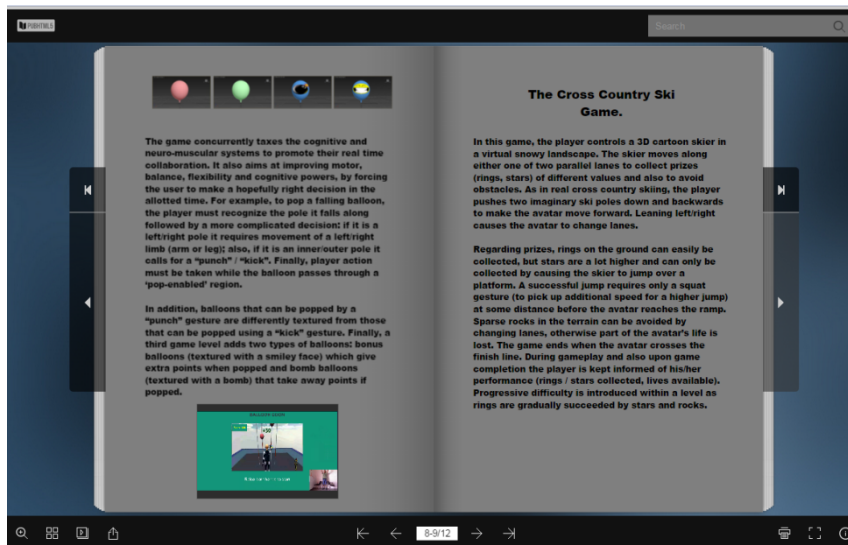 PUBHTML5
Search
The game concurrently taxes the cognitive and
neuro-muscular systems to promote their real time
collaboration. It also aims at improving motor,
balance, flexibility and cognitive powers, by forcing
the user to make a hopefully right decision in the
allotted time. For example, to pop a falling balloon,
the player must recognize the pole it falls along
followed by a more complicated decision: if it is a
left/right pole it requires movement of a left/right
limb (arm or leg); also, if it is an inner/outer pole it
calls for a “punch” / “kick”. Finally, player action
must be taken while the balloon passes through a
‘pop-enabled’ region.
In addition, balloons that can be popped by a
“punch” gesture are differently textured from those
that can be popped using a “kick” gesture. Finally, a
third game level adds two types of balloons: bonus
balloons (textured with a smiley face) which give
extra points when popped and bomb balloons
(textured with a bomb) that take away points if
popped.
+50
The Cross Country Ski
Game.
In this game, the player controls a 3D cartoon skier in
a virtual snowy landscape. The skier moves along
either one of two parallel lanes to collect prizes
(rings, stars) of different values and also to avoid
obstacles. As in real cross country skiing, the player
pushes two imaginary ski poles down and backwards
to make the avatar move forward. Leaning left/right
causes the avatar to change lanes.
Regarding prizes, rings on the ground can easily be
collected, but stars are a lot higher and can only be
collected by causing the skier to jump over a
platform. A successful jump requires only a squat
gesture (to pick up additional speed for a higher jump)
at some distance before the avatar reaches the ramp.
Sparse rocks in the terrain can be avoided by
changing lanes, otherwise part of the avatar’s life is
lost. The game ends when the avatar crosses the
finish line. During gameplay and also upon game
completion the player is kept informed of his/her
performance (rings / stars collected, lives available).
Progressive difficulty is introduced within a level as
rings are gradually succeeded by stars and rocks.
8-9/12